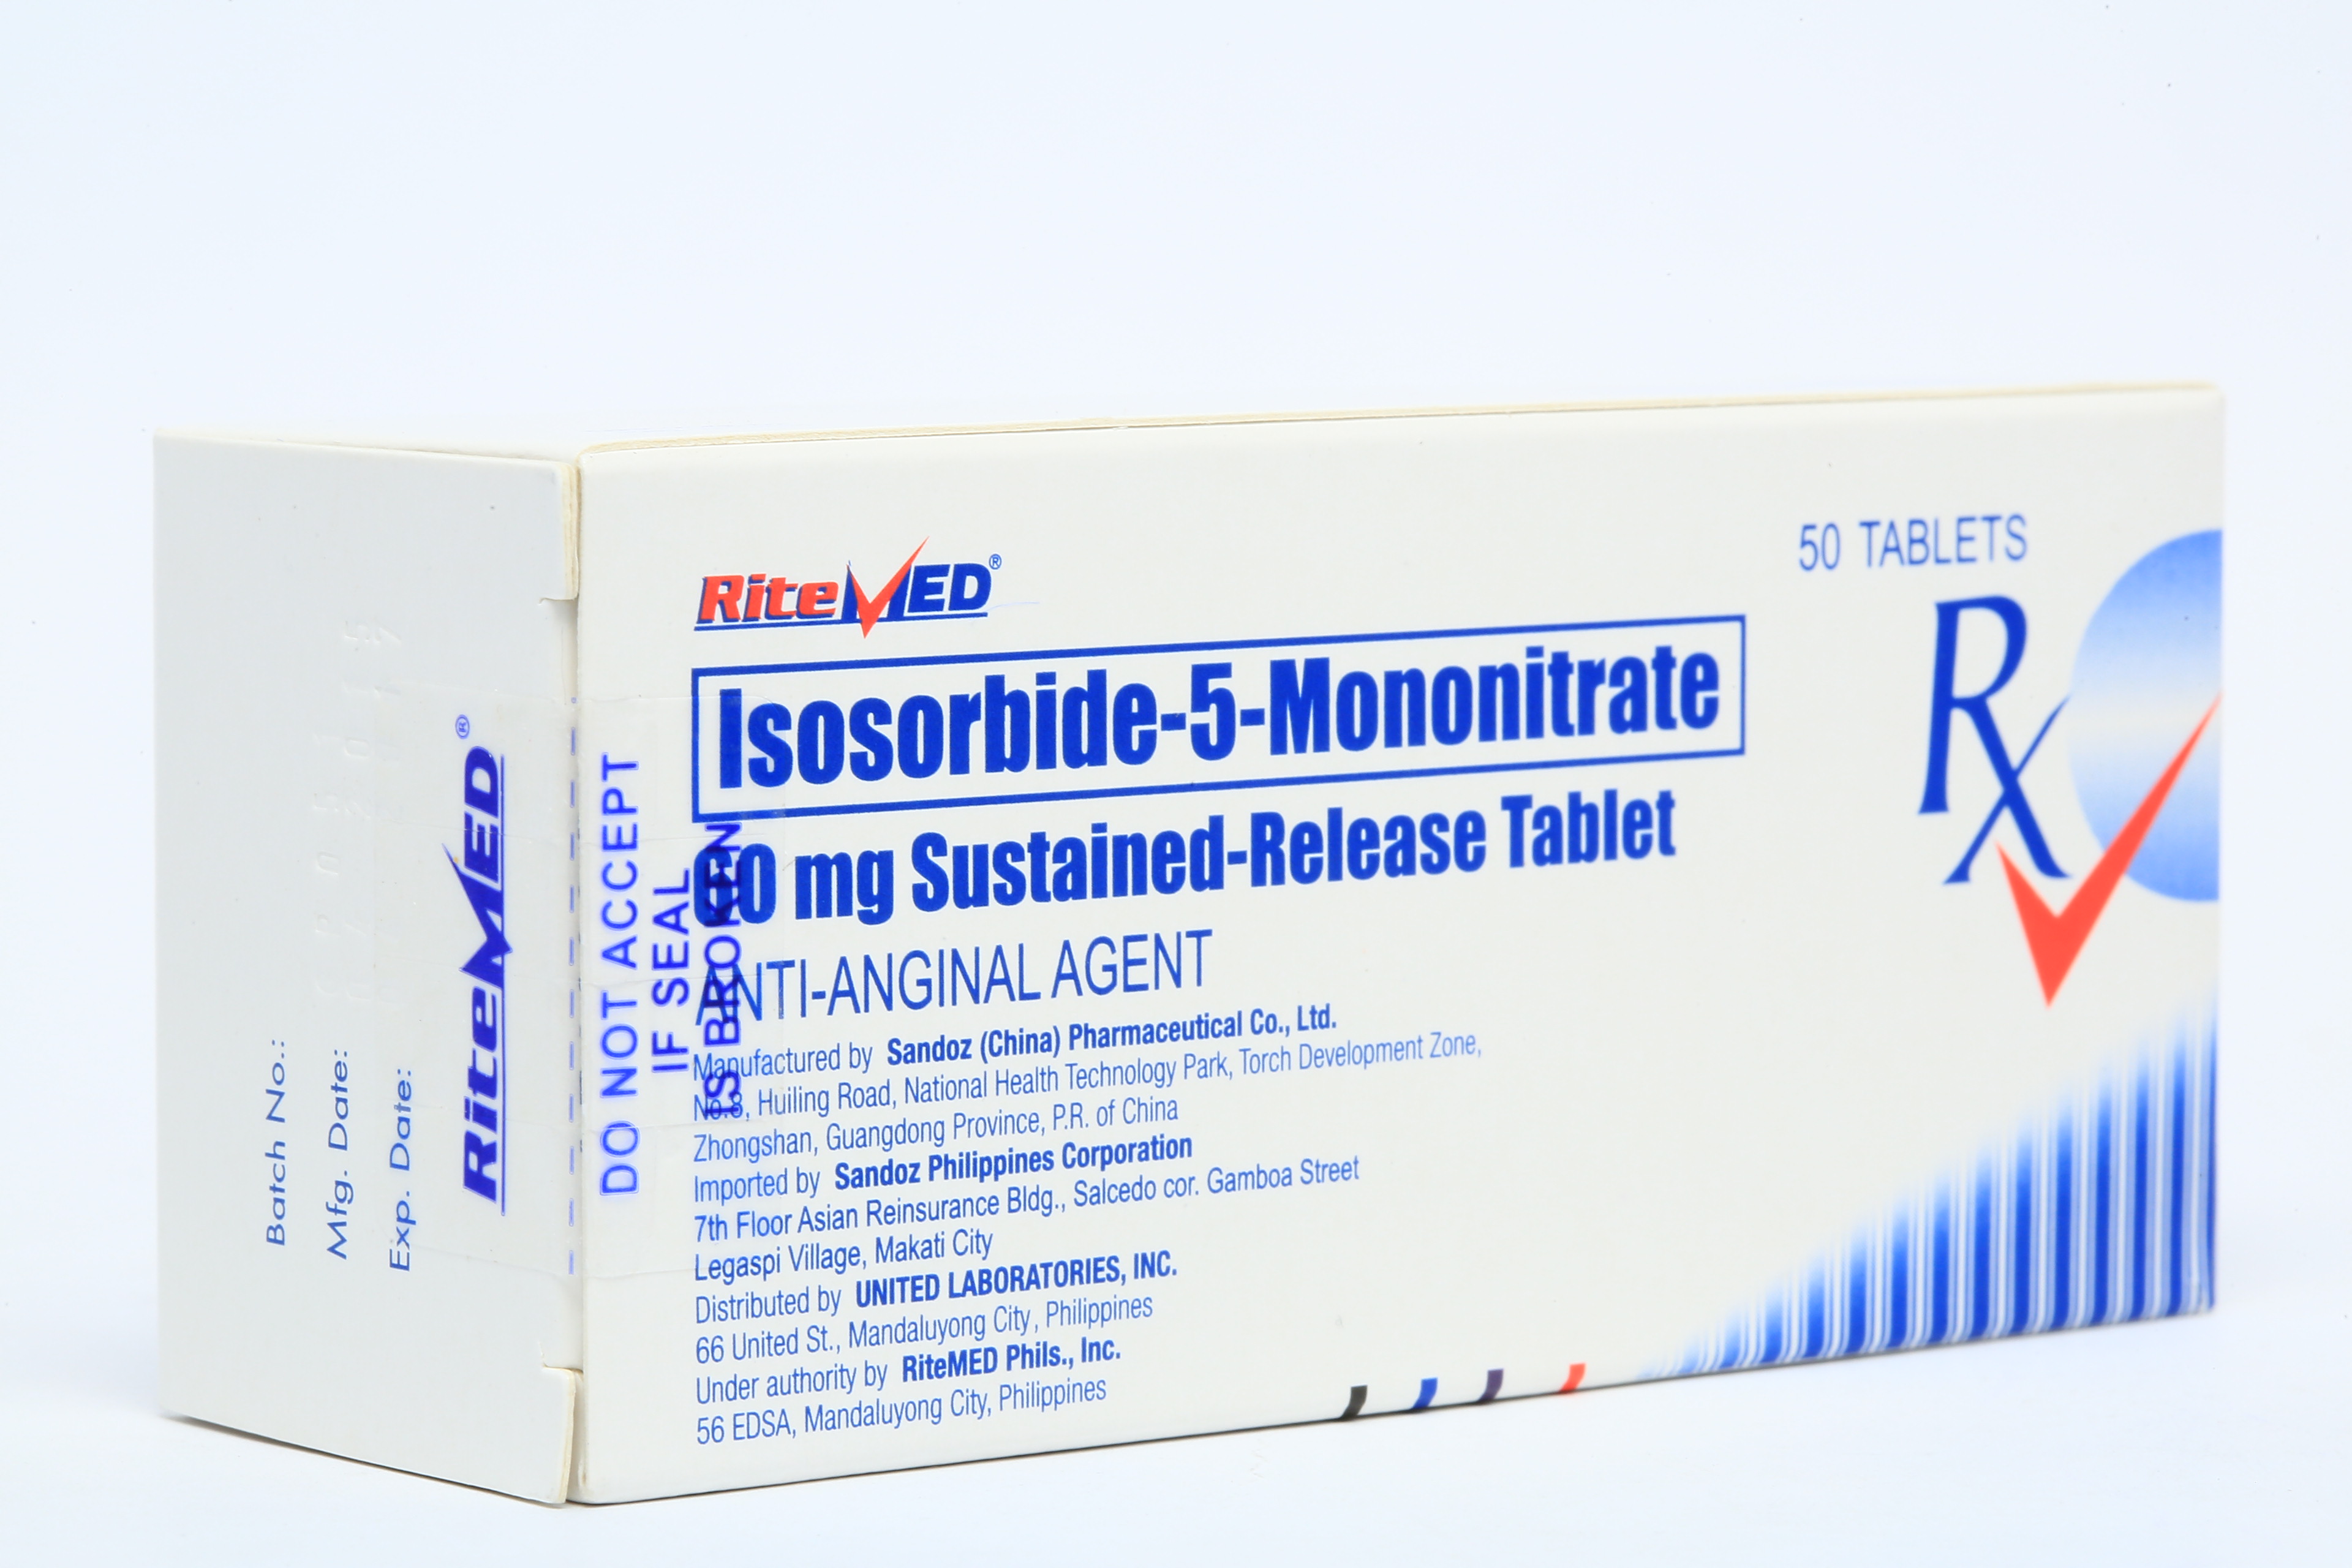 Batch No.:
Mfg. Date:
Exp. Date:
RiteMED®
DO NOT ACCEPT
IF SEAL
IS BROKEN
RiteMED®
50 TABLETS
Rx
Isosorbide-5-Mononitrate
60 mg Sustained-Release Tablet
ANTI-ANGINAL AGENT
Manufactured by Sandoz (China) Pharmaceutical Co., Ltd.
No.8, Huiling Road, National Health Technology Park, Torch Development Zone,
Zhongshan, Guangdong Province, P.R. of China
Imported by Sandoz Philippines Corporation
7th Floor Asian Reinsurance Bldg., Salcedo cor. Gamboa Street
Legaspi Village, Makati City
Distributed by UNITED LABORATORIES, INC.
66 United St., Mandaluyong City, Philippines
Under authority by RiteMED Phils., Inc.
56 EDSA, Mandaluyong City, Philippines